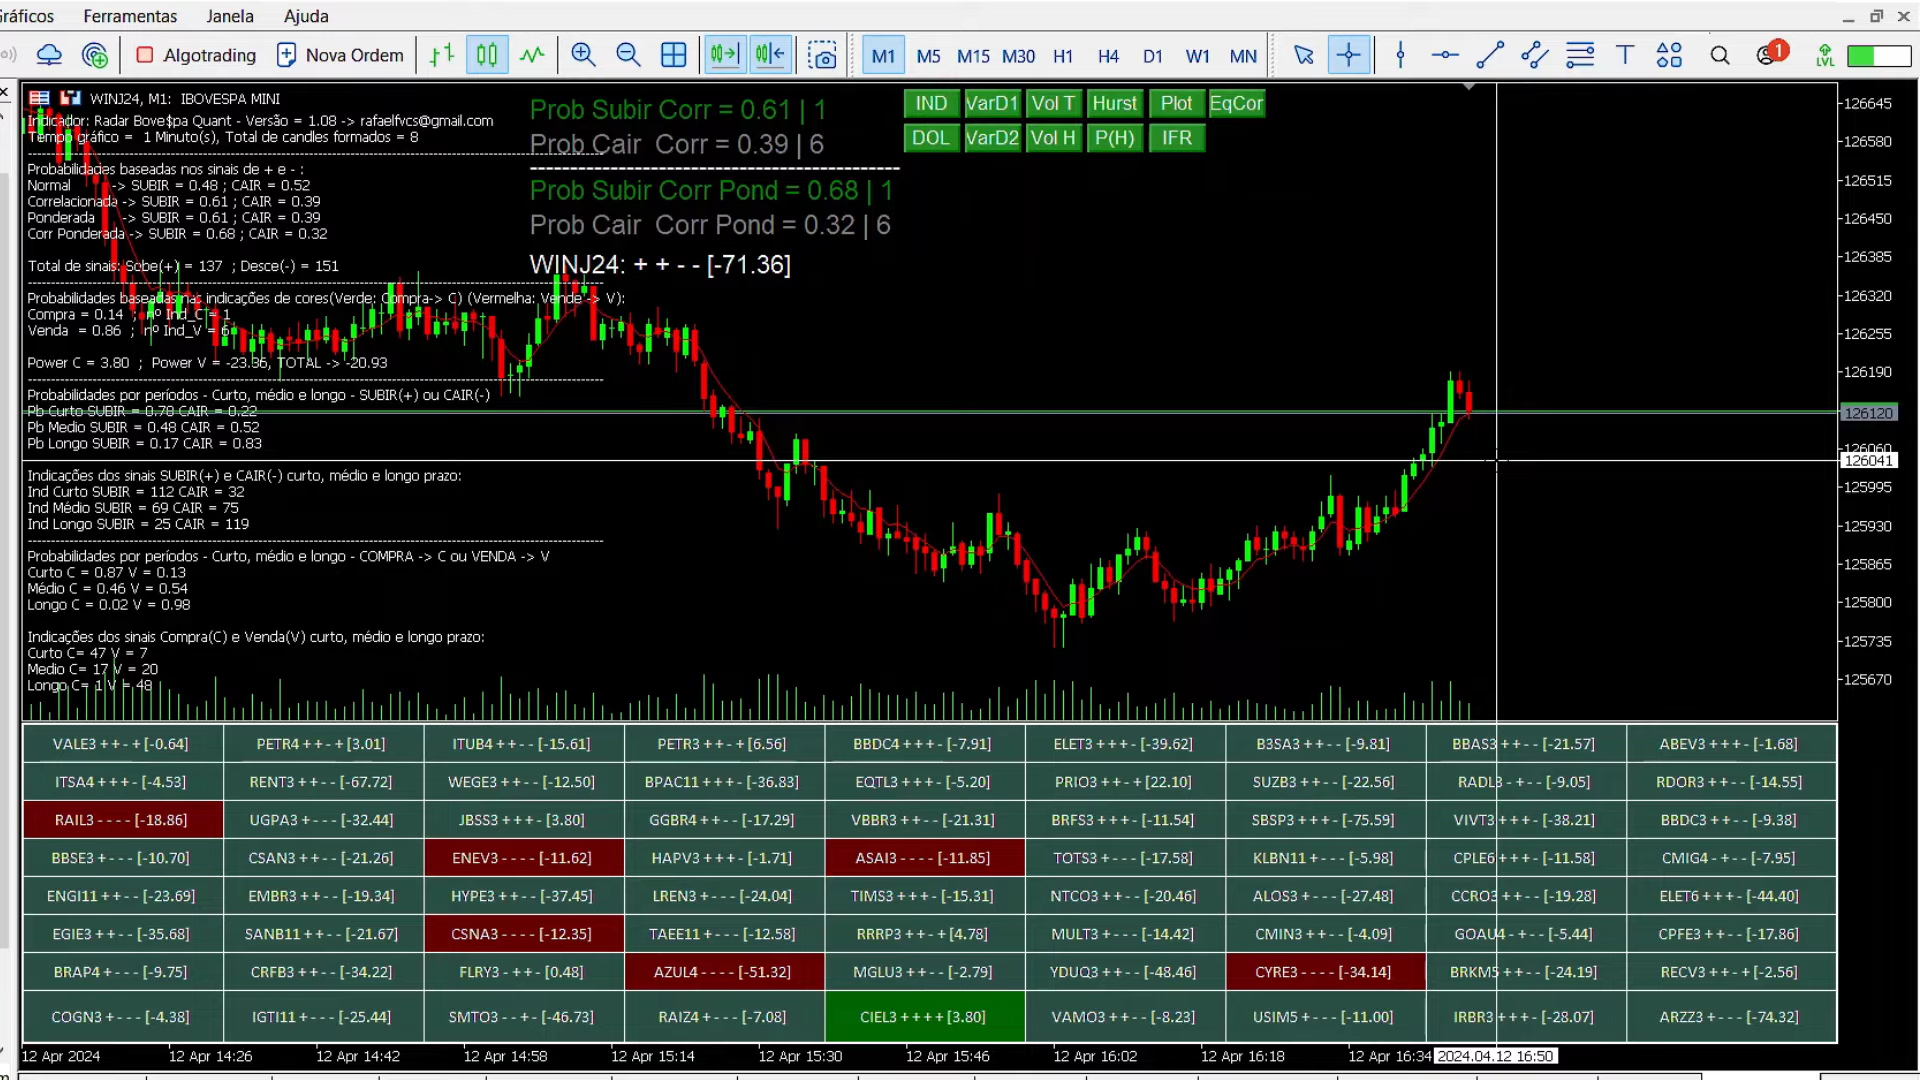 Gráficos Ferramentas Janela Ajuda
Algotrading Nova Ordem M1 M5 M15 M30 H1 H4 D1 W1 MN T 1 LVL
WINJ24, M1: IBOVESPA MINI
Indicador: Radar Bove$pa Quant - Versão = 1.08 -> rafaelfvcs@gmail.com
Tempo gráfico = 1 Minuto(s), Total de candles formados = 8
Probabilidades baseadas nos sinais de + e - :
Normal -> SUBIR = 0.48 ; CAIR = 0.52
Correlacionada -> SUBIR = 0.61 ; CAIR = 0.39
Ponderada -> SUBIR = 0.61 ; CAIR = 0.39
Corr Ponderada-> SUBIR = 0.68 ; CAIR = 0.32
Total de sinais: Sobe(+) = 137 ; Desce(-) = 151
Probabilidades baseadas nas indicações de cores(Verde: Compra-> C) (Vermelha: Vende -> V):
Compra = 0.14 ; nº Ind_C = 1
Venda = 0.86 ; nº Ind_V = 6
Power C = 3.80 ; Power V = -23.36, TOTAL -> -20.93
Probabilidades por períodos - Curto, médio e longo - SUBIR(+) ou CAIR(-)
Pb Curto SUBIR = 0.78 CAIR = 0.22
Pb Medio SUBIR = 0.48 CAIR = 0.52
Pb Longo SUBIR = 0.17 CAIR = 0.83
Indicações dos sinais SUBIR(+) e CAIR(-) curto, médio e longo prazo:
Ind Curto SUBIR = 112 CAIR = 32
Ind Médio SUBIR = 69 CAIR = 75
Ind Longo SUBIR = 25 CAIR = 119
Probabilidades por períodos - Curto, médio e longo - COMPRA -> C ou VENDA -> V
Curto C = 0.87 V = 0.13
Médio C = 0.46 V = 0.54
Longo C = 0.02 V = 0.98
Indicações dos sinais Compra(C) e Venda(V) curto, médio e longo prazo:
Curto C= 47 V = 7
Medio C= 17 V = 20
Longo C= 1 V = 48
Prob Subir Corr = 0.61 | 1
Prob Cair Corr = 0.39 | 6
Prob Subir Corr Pond = 0.68 | 1
Prob Cair Corr Pond = 0.32 | 6
WINJ24: + + - - [-71.36]
IND VarD1 Vol T Hurst Plot EqCor
DOL VarD2 Vol H P(H) IFR
126645
126580
126515
126450
126385
126320
126255
126190
126120
126060
126041
125995
125930
125865
125800
125735
125670
VALE3 + + - + [-0.64] PETR4 + + - + [3.01] ITUB4 + + - - [-15.61] PETR3 + + - + [6.56] BBDC4 + + + - [-7.91] ELET3 + + + - [-39.62] B3SA3 + + - - [-9.81] BBAS3 + + - - [-21.57] ABEV3 + + + - [-1.68]
ITSA4 + + + - [-4.53] RENT3 + + - - [-67.72] WEGE3 + + - - [-12.50] BPAC11 + + + - [-36.83] EQTL3 + + + - [-5.20] PRIO3 + + - + [22.10] SUZB3 + + - - [-22.56] RADL3 - + - - [-9.05] RDOR3 + + - - [-14.55]
RAIL3 - - - - [-18.86] UGPA3 + - - - [-32.44] JBSS3 + + + - [3.80] GGBR4 + + - - [-17.29] VBBR3 + + - - [-21.31] BRFS3 + + + - [-11.54] SBSP3 + + + - [-75.59] VIVT3 + + + - [-38.21] BBDC3 + + - - [-9.38]
BBSE3 + - - - [-10.70] CSAN3 + + - - [-21.26] ENEV3 - - - - [-11.62] HAPV3 + + + - [-1.71] ASAI3 - - - - [-11.85] TOTS3 + - - - [-17.58] KLBN11 + - - - [-5.98] CPLE6 + + + - [-11.58] CMIG4 - + - - [-7.95]
ENGI11 + + - - [-23.69] EMBR3 + + - - [-19.34] HYPE3 + + - - [-37.45] LREN3 + - - - [-24.04] TIMS3 + + + - [-15.31] NTCO3 + + - - [-20.46] ALOS3 + - - - [-27.48] CCRO3 + + - - [-19.28] ELET6 + + + - [-44.40]
EGIE3 + + - - [-35.68] SANB11 + + - - [-21.67] CSNA3 - - - - [-12.35] TAEE11 + - - - [-12.58] RRRP3 + + - + [4.78] MULT3 + - - - [-14.42] CMIN3 + + - - [-4.09] GOAU4 - + - - [-5.44] CPFE3 + + - - [-17.86]
BRAP4 + - - - [-9.75] CRFB3 + + - - [-34.22] FLRY3 - + + - [0.48] AZUL4 - - - - [-51.32] MGLU3 + + - - [-2.79] YDUQ3 + + - - [-48.46] CYRE3 - - - - [-34.14] BRKM5 + + - - [-24.19] RECV3 + + - + [-2.56]
COGN3 + - - - [-4.38] IGTI11 + - - - [-25.44] SMTO3 - - + - [-46.73] RAIZ4 + - - - [-7.08] CIEL3 + + + + [3.80] VAMO3 + + - - [-8.23] USIM5 + - - - [-11.00] IRBR3 + + + - [-28.07] ARZZ3 + - - - [-74.32]
12 Apr 2024 12 Apr 14:26 12 Apr 14:42 12 Apr 14:58 12 Apr 15:14 12 Apr 15:30 12 Apr 15:46 12 Apr 16:02 12 Apr 16:18 12 Apr 16:34 2024.04.12 16:50